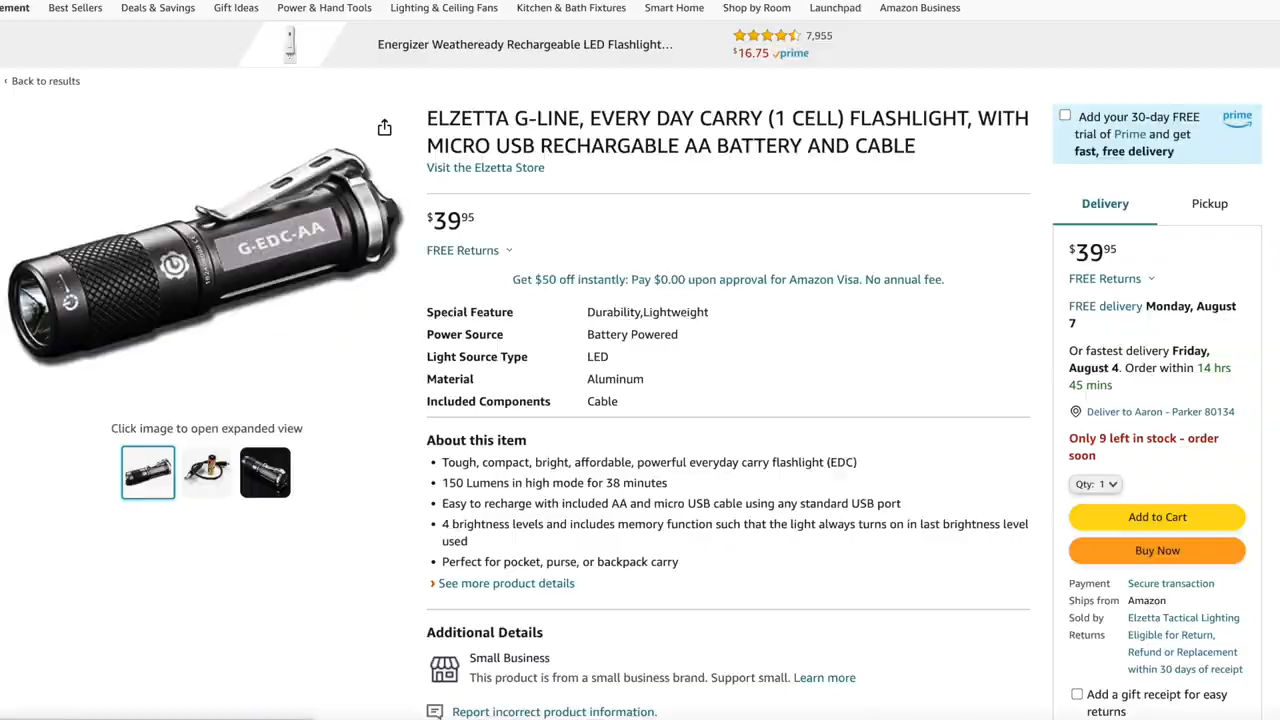 ement Best Sellers Deals & Savings Gift Ideas Power & Hand Tools Lighting & Ceiling Fans Kitchen & Bath Fixtures Smart Home Shop by Room Launchpad Amazon Business
Energizer Weatheready Rechargeable LED Flashlight…
7,955
$16.75 prime
‹ Back to results
ELZETTA G-LINE, EVERY DAY CARRY (1 CELL) FLASHLIGHT, WITH
MICRO USB RECHARGABLE AA BATTERY AND CABLE
Visit the Elzetta Store
$39 95
FREE Returns
Get $50 off instantly: Pay $0.00 upon approval for Amazon Visa. No annual fee.
Special Feature Durability,Lightweight
Power Source Battery Powered
Light Source Type LED
Material Aluminum
Included Components Cable
About this item
• Tough, compact, bright, affordable, powerful everyday carry flashlight (EDC)
• 150 Lumens in high mode for 38 minutes
• Easy to recharge with included AA and micro USB cable using any standard USB port
• 4 brightness levels and includes memory function such that the light always turns on in last brightness level
used
• Perfect for pocket, purse, or backpack carry
› See more product details
Additional Details
Small Business
This product is from a small business brand. Support small. Learn more
Report incorrect product information.
G-EDC-AA
Click image to open expanded view
Add your 30-day FREE
trial of Prime and get
fast, free delivery
prime
Delivery Pickup
$39 95
FREE Returns
FREE delivery Monday, August
7
Or fastest delivery Friday,
August 4. Order within 14 hrs
45 mins
Deliver to Aaron - Parker 80134
Only 9 left in stock - order
soon
Qty: 1
Add to Cart
Buy Now
Payment Secure transaction
Ships from Amazon
Sold by Elzetta Tactical Lighting
Returns Eligible for Return,
Refund or Replacement
within 30 days of receipt
Add a gift receipt for easy
returns